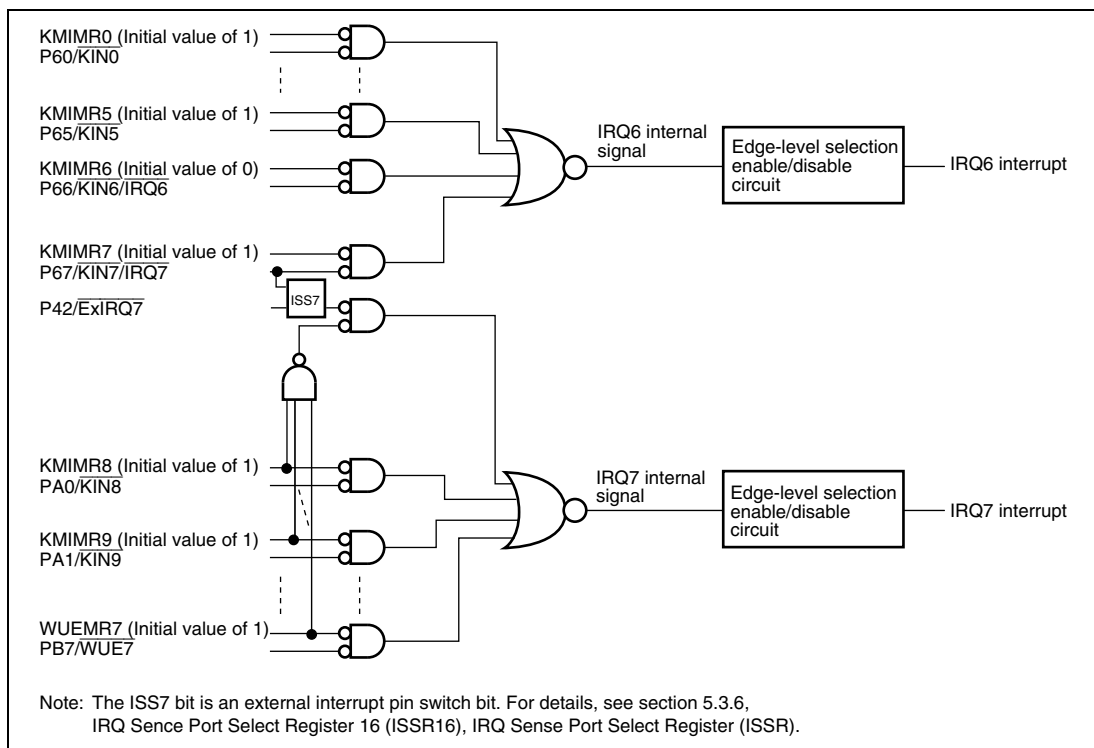 KMIMR0 (Initial value of 1)
P60/KIN0
KMIMR5 (Initial value of 1)
P65/KIN5
KMIMR6 (Initial value of 0)
P66/KIN6/IRQ6
KMIMR7 (Initial value of 1)
P67/KIN7/IRQ7
P42/ExIRQ7
ISS7
IRQ6 internal
signal
Edge-level selection
enable/disable
circuit
IRQ6 interrupt
KMIMR8 (Initial value of 1)
PA0/KIN8
KMIMR9 (Initial value of 1)
PA1/KIN9
WUEMR7 (Initial value of 1)
PB7/WUE7
IRQ7 internal
signal
Edge-level selection
enable/disable
circuit
IRQ7 interrupt
Note: The ISS7 bit is an external interrupt pin switch bit. For details, see section 5.3.6,
IRQ Sence Port Select Register 16 (ISSR16), IRQ Sense Port Select Register (ISSR).